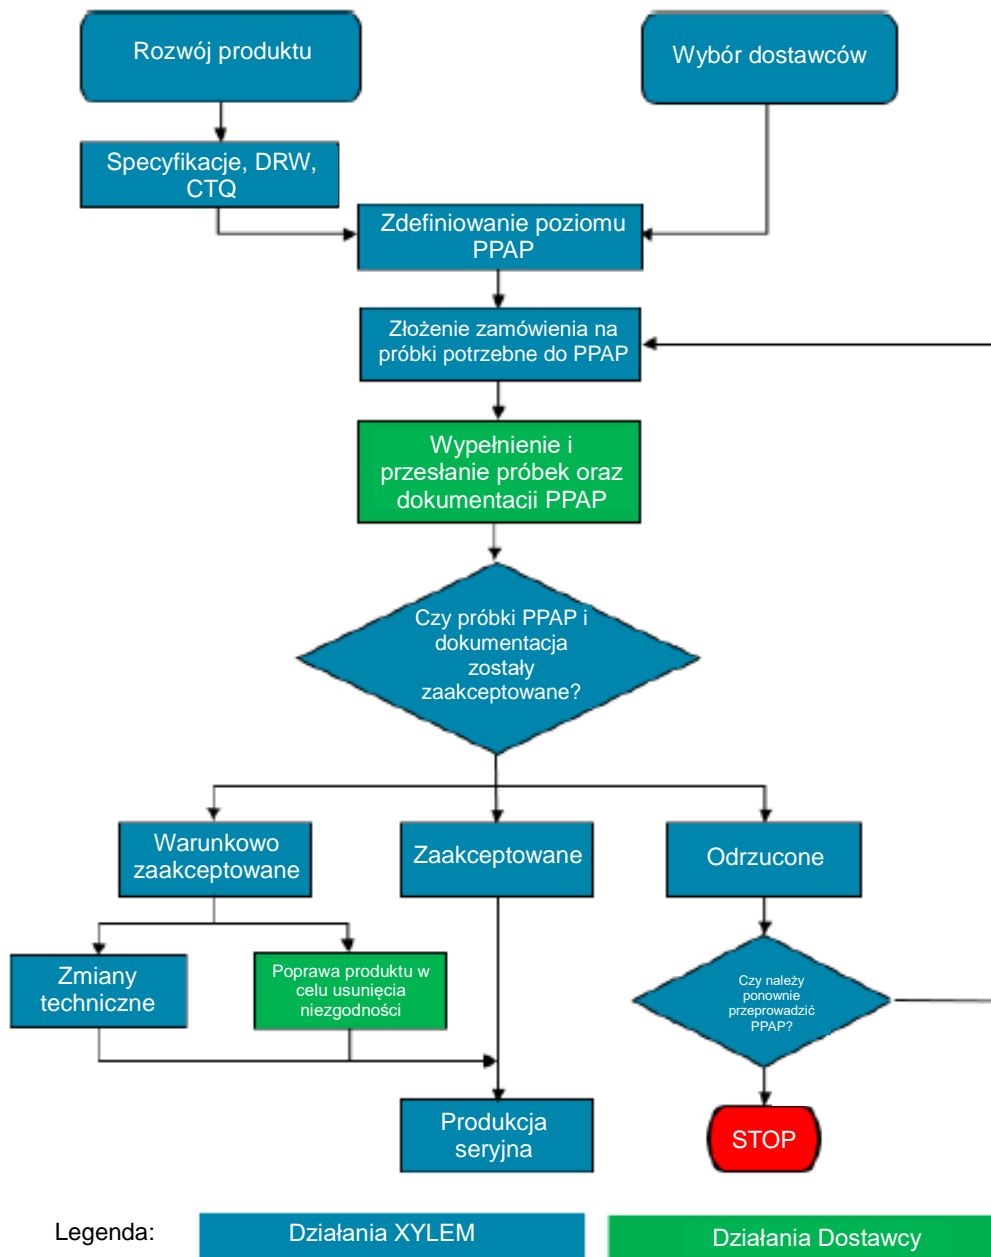 Rozwój produktu
Wybór dostawców
Specyfikacje, DRW,
CTQ
Zdefiniowanie poziomu
PPAP
Złożenie zamówienia na
próbki potrzebne do PPAP
Wypełnienie i
przesłanie próbek oraz
dokumentacii PPAP
Czy próbki PPAP i
dokumentacja
zostały
zaakceptowane?
Warunkowo
zaakceptowane
Zaakceptowane
Odrzucone
Zmiany
techniczne
Poprawa produktu w
celu usunięcia
niezgodności
Czy należy
ponownie
przeprowadzić
PPAP?
Produkcja
seryjna
STOP
Legenda:
Działania XYLEM
Działania Dostawcy